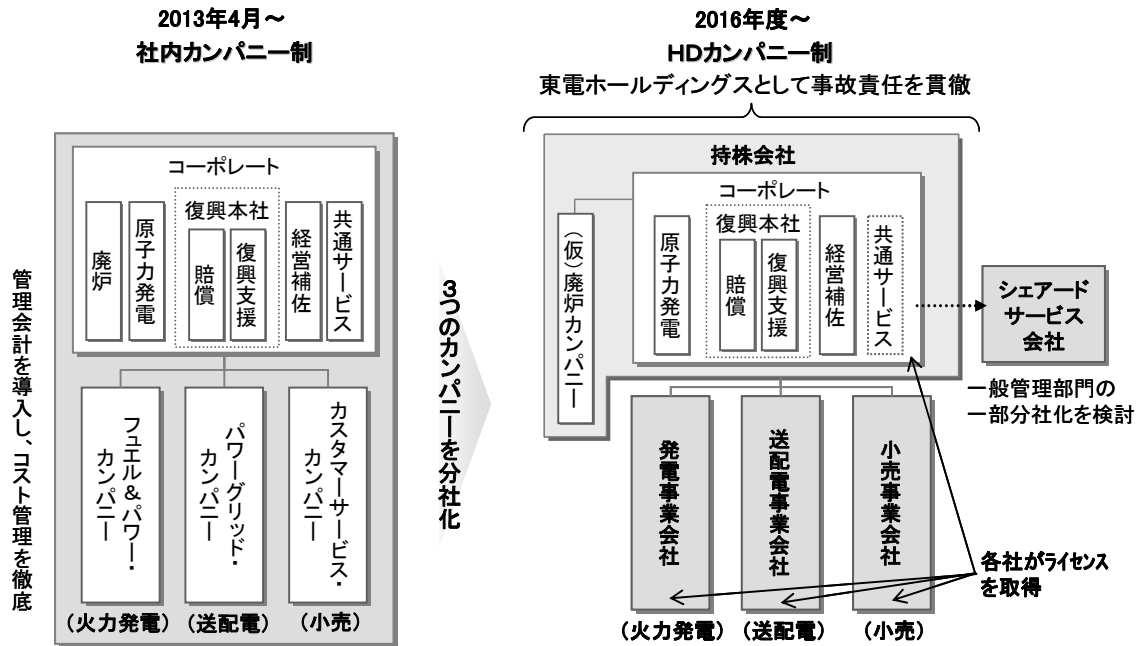 2013年4月～
社内カンパニー制
管理会計を導入し、コスト管理を徹底
コーポレート
廃炉
原子力発電
復興本社
賠償
復興支援
経営補佐
共通サービス
フュエル＆パワー・
カンパニー
パワーグリッド・
カンパニー
カスタマーサービス・
カンパニー
（火力発電）
（送配電）
（小売）
３つのカンパニーを分社化
2016年度～
HDカンパニー制
東電ホールディングスとして事故責任を貫徹
持株会社
（仮）廃炉カンパニー
コーポレート
原子力発電
復興本社
賠償
復興支援
経営補佐
共通サービス
シェアード
サービス
会社
一般管理部門の
一部分社化を検討
発電事業会社
送配電事業会社
小売事業会社
各社がライセンス
を取得
（火力発電）
（送配電）
（小売）